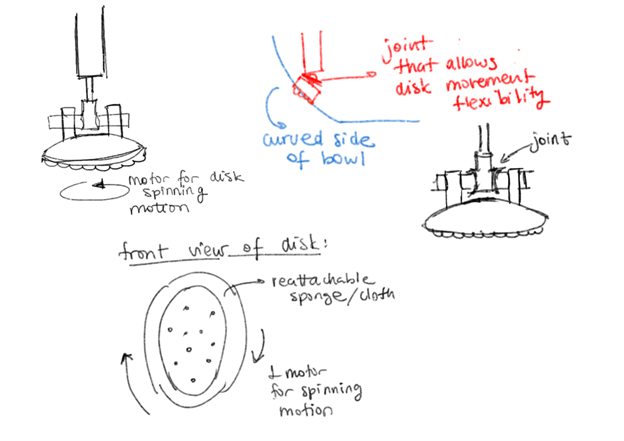 joint
that allows
disk movement
flexibility
curved side
of bowl
joint
motor for disk
spinning
motion
front view of disk:
reattachable
sponge/cloth
1 motor
for spinning
motion